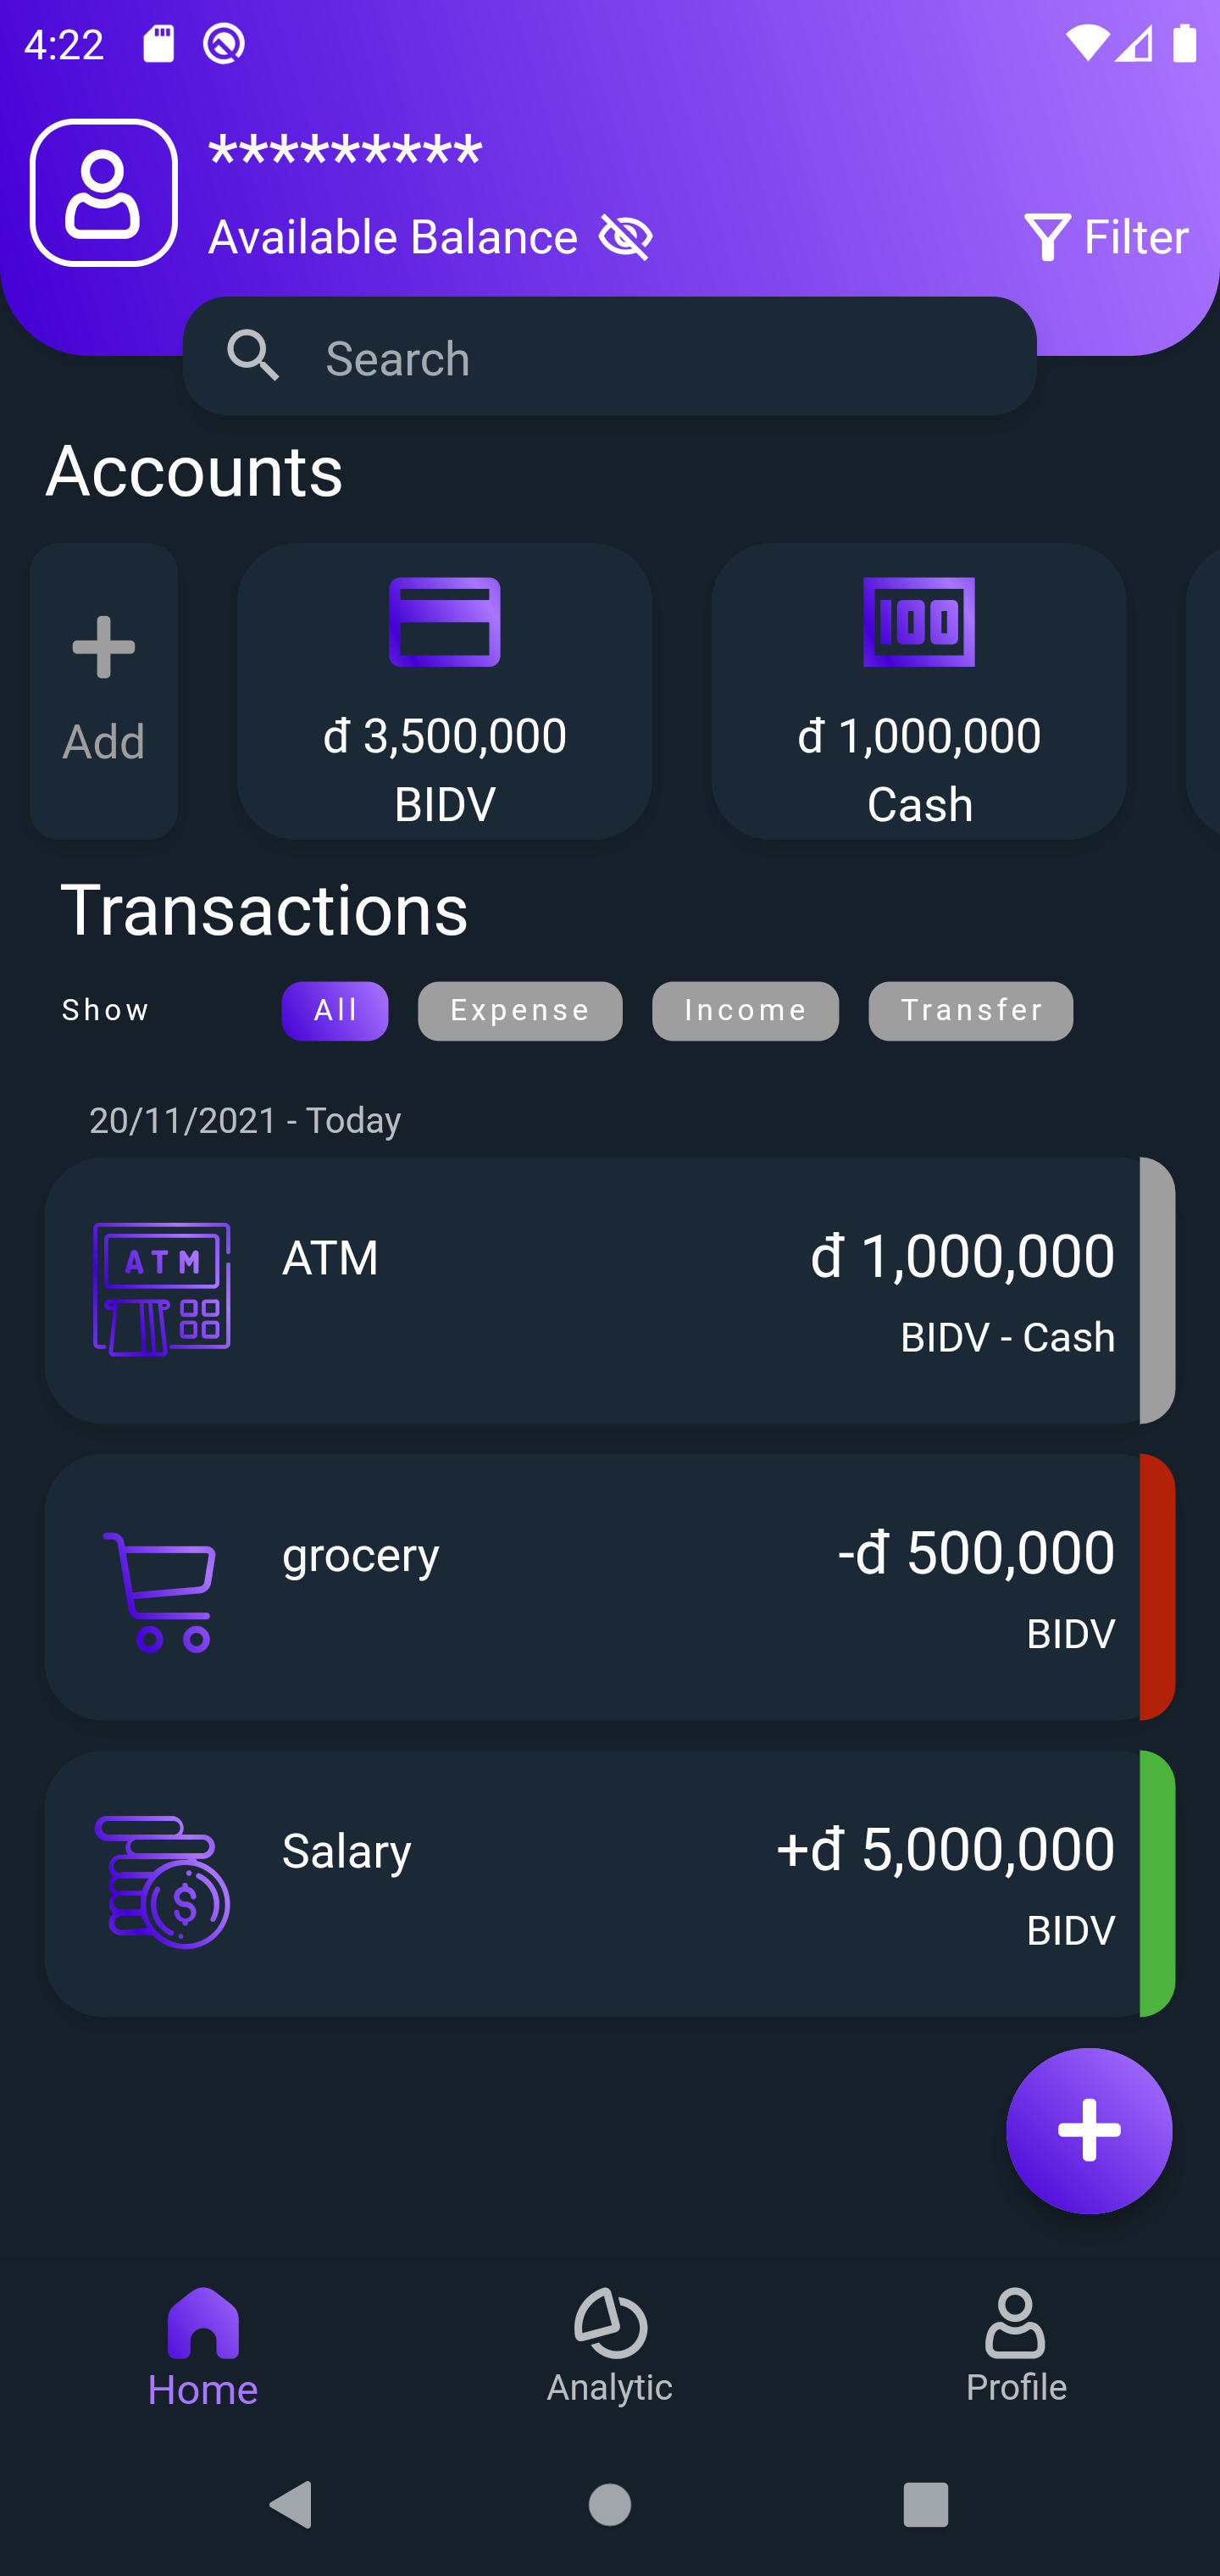 4:22
*********
Available Balance
Filter
Search
Accounts
Add
100
đ 3,500,000
đ 1,000,000
BIDV
Cash
Transactions
Show All Expense Income Transfer
20/11/2021 - Today
ATM
ATM
đ 1,000,000
BIDV - Cash
grocery
-đ 500,000
BIDV
Salary
+đ 5,000,000
$
BIDV
Home
Analytic
Profile